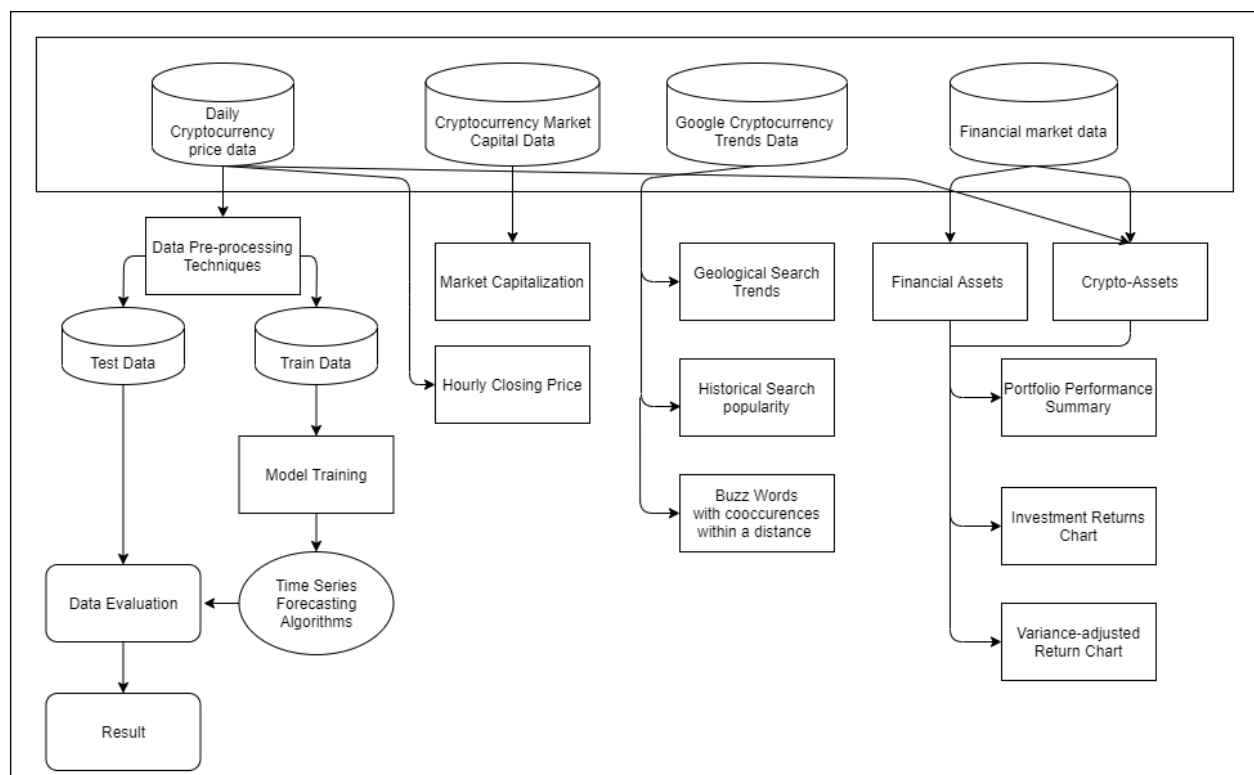 Daily
Cryptocurrency
price data
Cryptocurrency Market
Capital Data
Google Cryptocurrency
Trends Data
Financial market data
Data Pre-processing
Techniques
Market Capitalization
Geological Search
Trends
Financial Assets
Crypto-Assets
Test Data
Train Data
Hourly Closing Price
Historical Search
popularity
Portfolio Performance
Summary
Model Training
Buzz Words
with cooccurences
within a distance
Investment Returns
Chart
Data Evaluation
Time Series
Forecasting
Algorithms
Variance-adjusted
Return Chart
Result